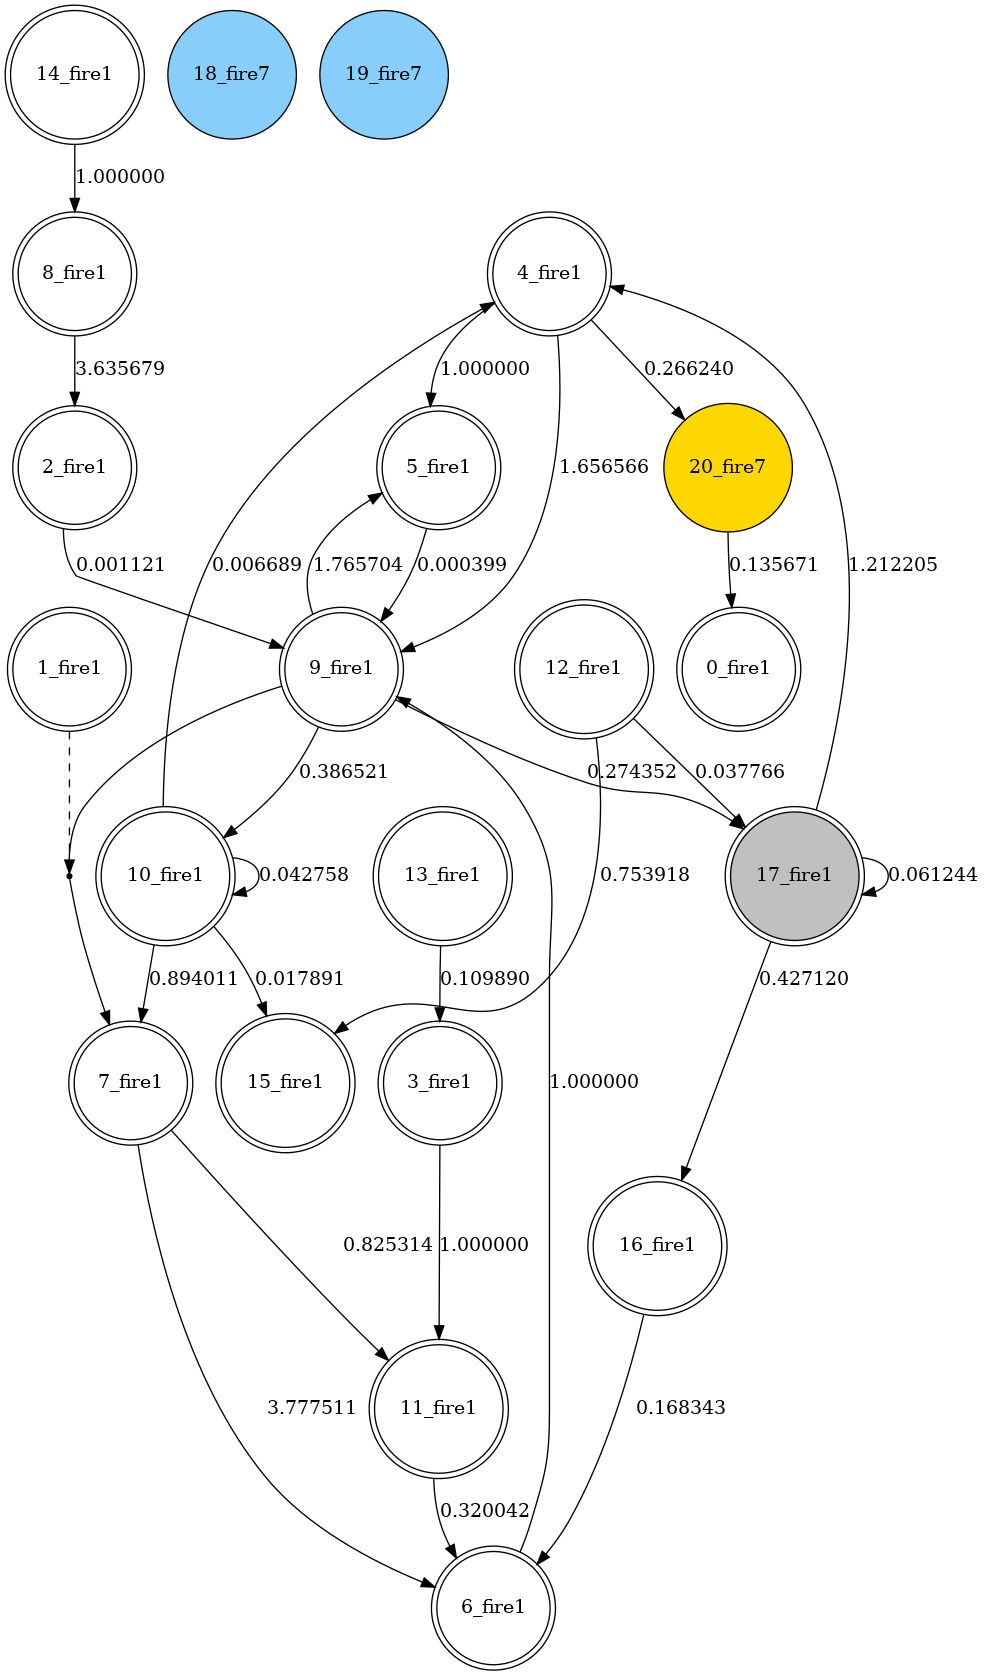 14_fire1
18_fire7
19_fire7
1.000000
8_fire1
4_fire1
3.635679
1.000000
0.266240
2_fire1
5_fire1
1.656566
20_fire7
0.001121
0.006689
1.765704
0.000399
0.135671
1.212205
1_fire1
9_fire1
12_fire1
0_fire1
0.386521
0.274352
0.037766
10_fire1
0.042758
13_fire1
0.753918
17_fire1
0.061244
0.894011
0.017891
0.109890
0.427120
7_fire1
15_fire1
3_fire1
1.000000
0.825314
1.000000
16_fire1
3.777511
11_fire1
0.168343
0.320042
6_fire1